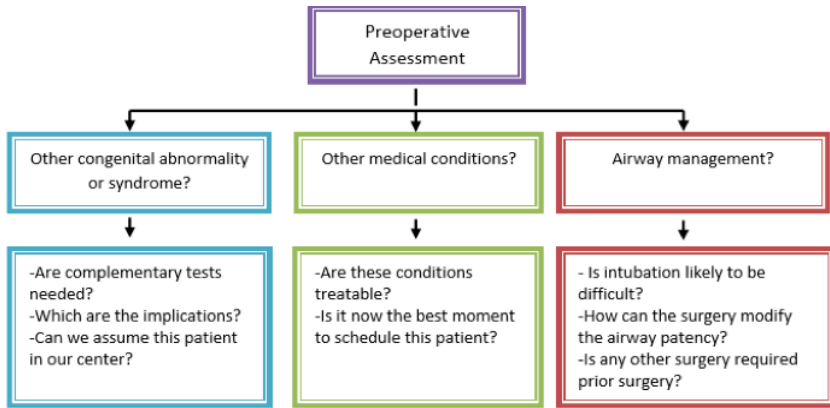 Preoperative
Assessment
Other congenital abnormality
or syndrome?
Other medical conditions?
Airway management?
-Are complementary tests
needed?
-Which are the implications?
-Can we assume this patient
in our center?
-Are these conditions
treatable?
-Is it now the best moment
to schedule this patient?
- Is intubation likely to be
difficult?
-How can the surgery modify
the airway patency?
-Is any other surgery required
prior surgery?